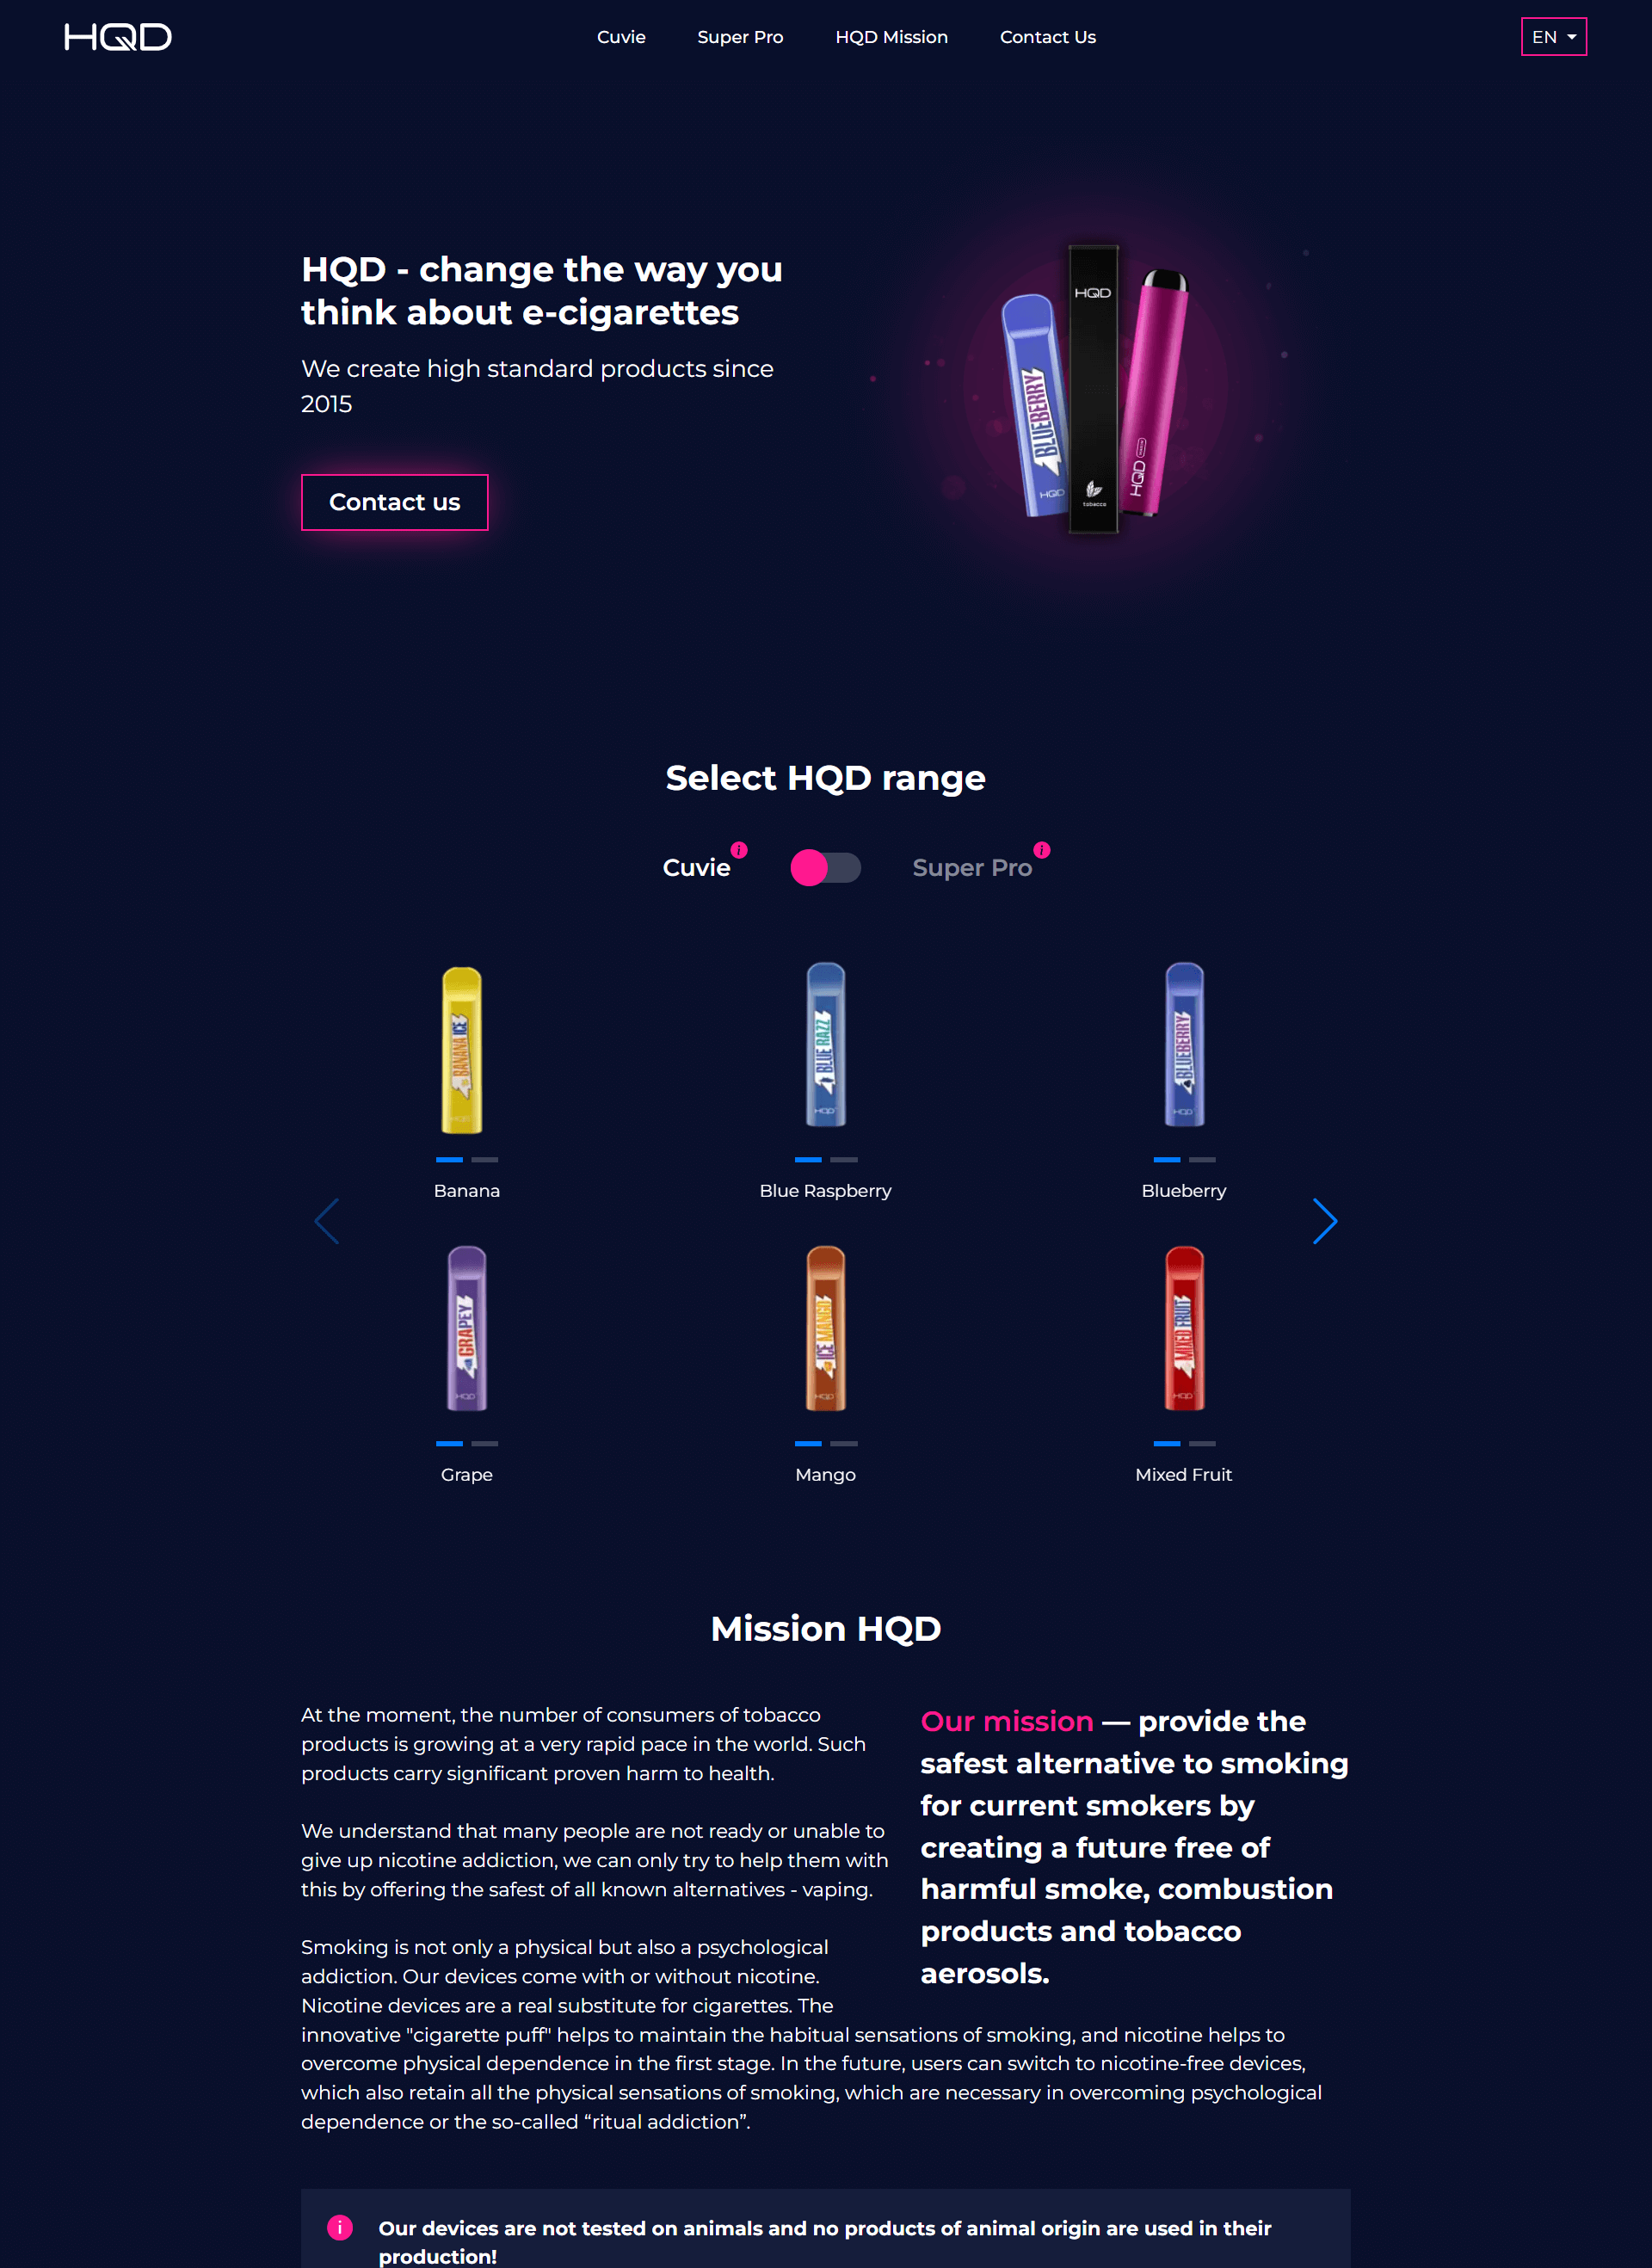 HQD
Cuvie
Super Pro
HQD Mission
Contact Us
EN
HQD - change the way you
think about e-cigarettes
We create high standard products since
2015
Contact us
BLUEBERRY
HQD
HQD
tobacco
HQD
Select HQD range
Cuvie
i
Super Pro
i
BANANA ICE
HQD
BLUE RAZZ
HQD
BLUEBERRY
HQD
Banana
Blue Raspberry
Blueberry
GRAPEY
HQD
ICE MANGO
HQD
MIXED FRUIT
HQD
Grape
Mango
Mixed Fruit
Mission HQD
At the moment, the number of consumers of tobacco
products is growing at a very rapid pace in the world. Such
products carry significant proven harm to health.
We understand that many people are not ready or unable to
give up nicotine addiction, we can only try to help them with
this by offering the safest of all known alternatives - vaping.
Our mission — provide the
safest alternative to smoking
for current smokers by
creating a future free of
harmful smoke, combustion
products and tobacco
aerosols.
Smoking is not only a physical but also a psychological
addiction. Our devices come with or without nicotine.
Nicotine devices are a real substitute for cigarettes. The
innovative "cigarette puff" helps to maintain the habitual sensations of smoking, and nicotine helps to
overcome physical dependence in the first stage. In the future, users can switch to nicotine-free devices,
which also retain all the physical sensations of smoking, which are necessary in overcoming psychological
dependence or the so-called “ritual addiction”.
i
Our devices are not tested on animals and no products of animal origin are used in their
production!